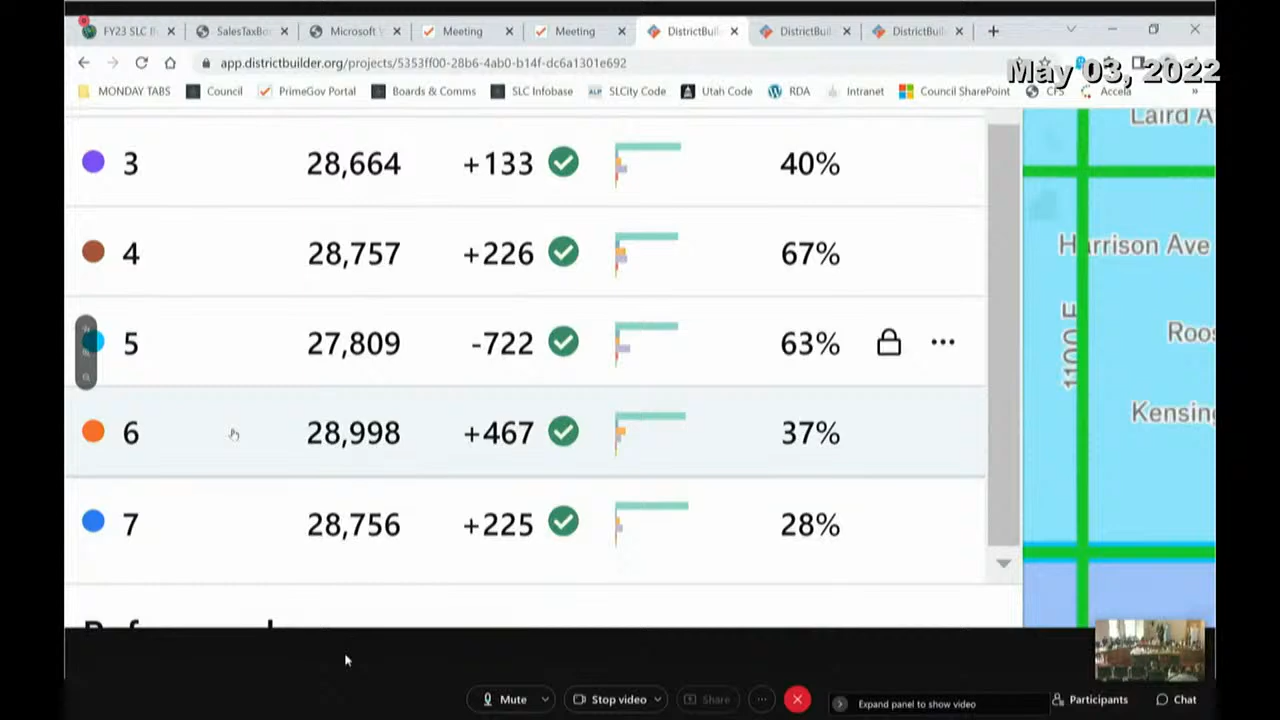 FY23 SLC
SalesTaxBo
Microsoft
Meeting
Meeting
DistrictBuil
DistrictBuil
DistrictBuil
app.districtbuilder.org/projects/5353ff00-28b6-4ab0-b14f-dc6a1301e692
May 03, 2022
MONDAY TABS
Council
PrimeGov Portal
Boards & Comms
SLC Infobase
SLCity Code
Utah Code
RDA
Intranet
Council SharePoint
CFS
Accela
»
3 28,664 +133 40%
4 28,757 +226 67%
5 27,809 -722 63%
6 28,998 +467 37%
7 28,756 +225 28%
Laird A
Harrison Ave
Roos
1100 E
Kensing
Mute
Stop video
Share
Expand panel to show video
Participants
Chat